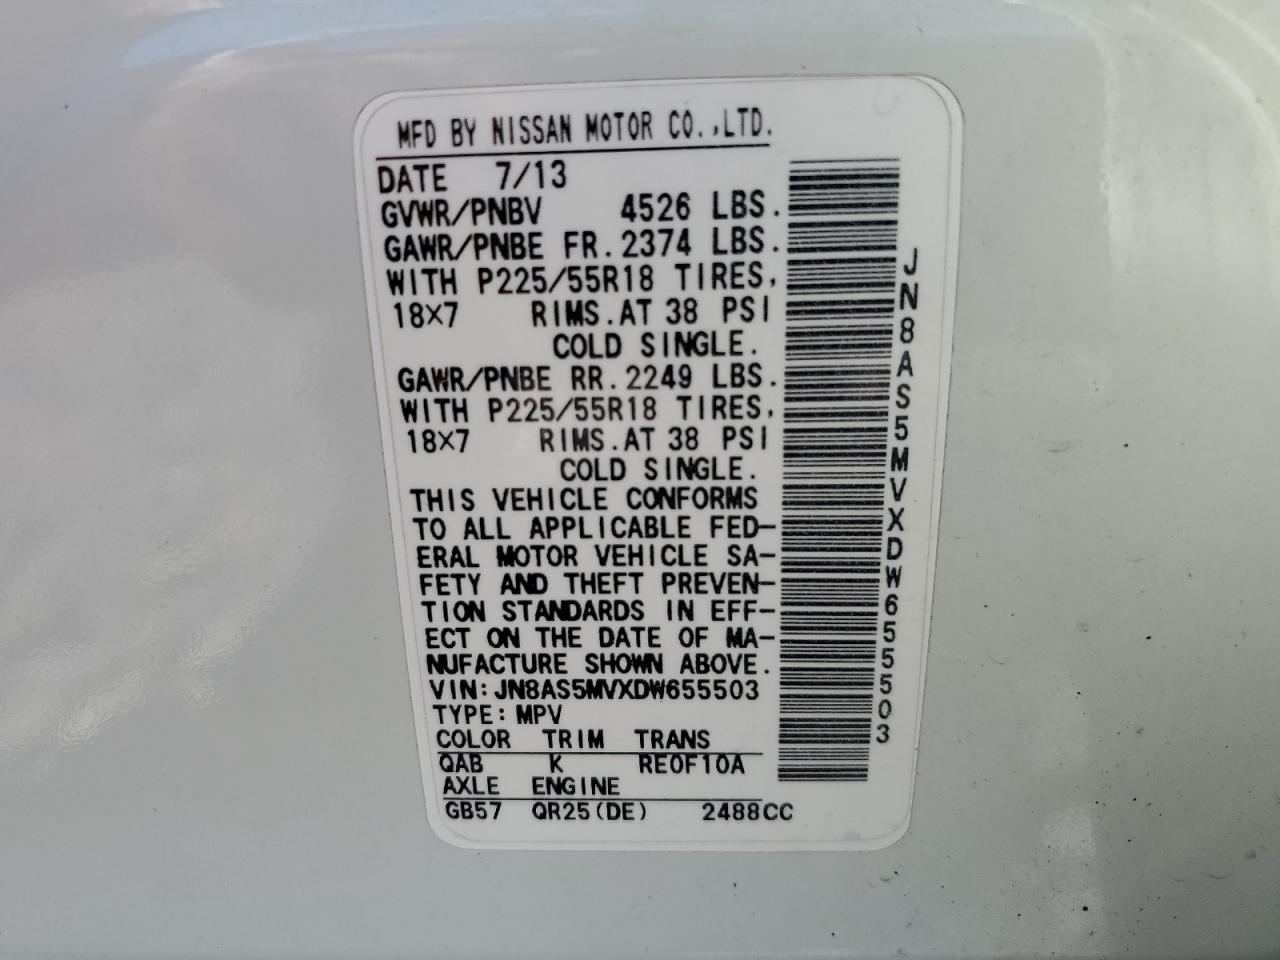 MFD BY NISSAN MOTOR CO.,LTD.
DATE 7/13
GVWR/PNBV 4526 LBS.
GAWR/PNBE FR. 2374 LBS.
WITH P225/55R18 TIRES,
18×7 RIMS. AT 38 PSI
COLD SINGLE.
GAWR/PNBE RR. 2249 LBS.
WITH P225/55R18 TIRES,
18×7 RIMS. AT 38 PSI
COLD SINGLE.
THIS VEHICLE CONFORMS
TO ALL APPLICABLE FED-
ERAL MOTOR VEHICLE SA-
FETY AND THEFT PREVEN-
TION STANDARDS IN EFF-
ECT ON THE DATE OF MA-
NUFACTURE SHOWN ABOVE.
VIN: JN8AS5MVXDW655503
TYPE: MPV
COLOR TRIM TRANS
QAB K RE0F10A
AXLE ENGINE
GB57 QR25(DE) 2488CC
JN8AS5MVXDW655503